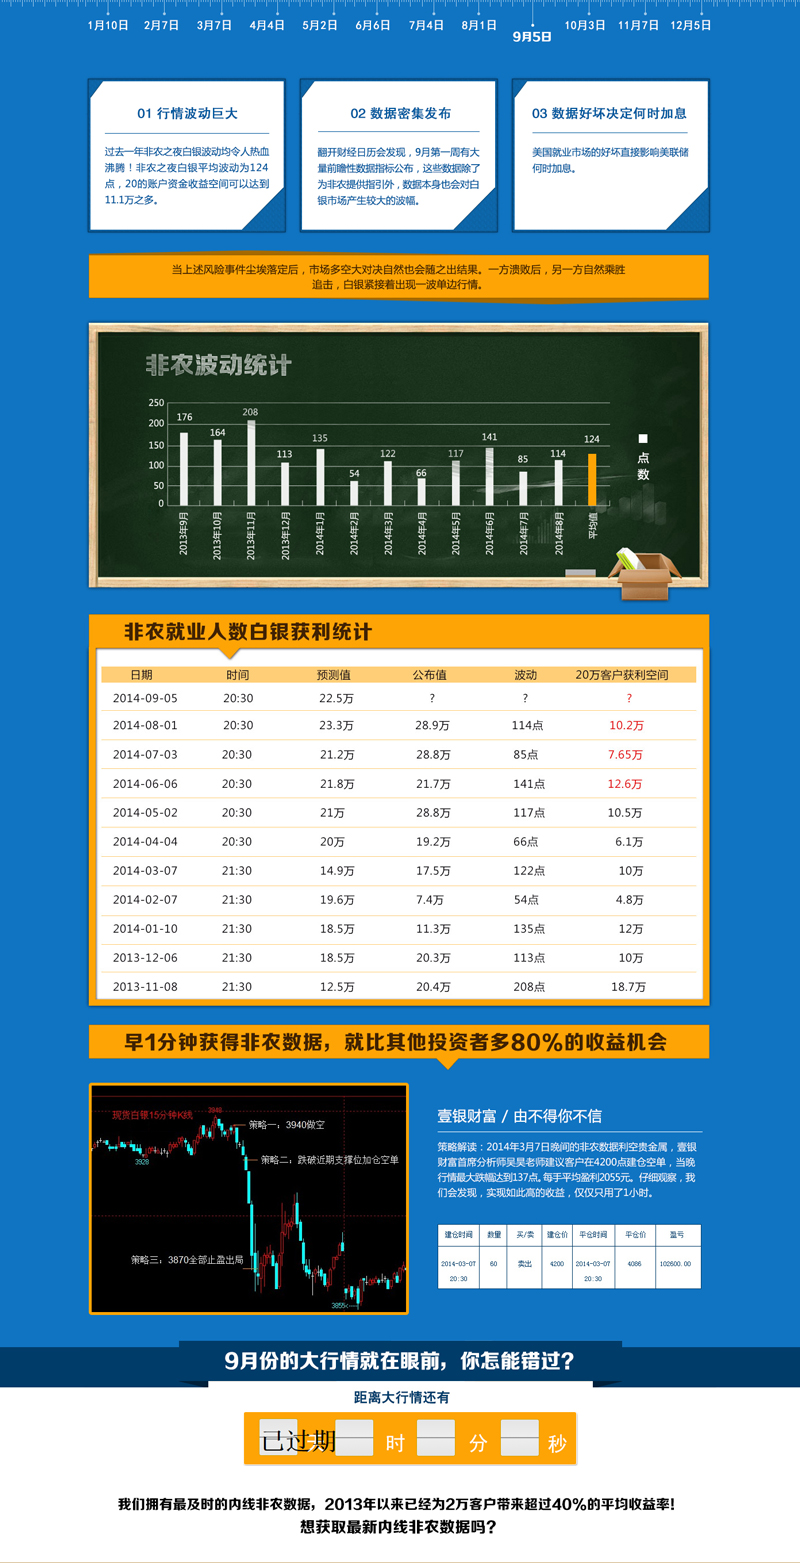 1月10日 2月7日 3月7日 4月4日 5月2日 6月6日 7月4日 8月1日 9月5日 10月3日 11月7日 12月5日
01 行情波动巨大
过去一年非农之夜白银波动均令人热血
沸腾！非农之夜白银平均波动为124
点，20的账户资金收益空间可以达到
11.1万之多。
02 数据密集发布
翻开财经日历会发现，9月第一周有大
量前瞻性数据指标公布，这些数据除了
为非农提供指引外，数据本身也会对白
银市场产生较大的波幅。
03 数据好坏决定何时加息
美国就业市场的好坏直接影响美联储
何时加息。
当上述风险事件尘埃落定后，市场多空大对决自然也会随之出结果。一方溃败后，另一方自然乘胜
追击，白银紧接着出现一波单边行情。
非农波动统计
250
200
150
100
50
0
176 164 208 113 135 54 122 66 117 141 85 114 124
2013年9月 2013年10月 2013年11月 2013年12月 2014年1月 2014年2月 2014年3月 2014年4月 2014年5月 2014年6月 2014年7月 2014年8月 平均值
点数
非农就业人数白银获利统计
日期 时间 预测值 公布值 波动 20万客户获利空间
2014-09-05 20:30 22.5万 ? ? ?
2014-08-01 20:30 23.3万 28.9万 114点 10.2万
2014-07-03 20:30 21.2万 28.8万 85点 7.65万
2014-06-06 20:30 21.8万 21.7万 141点 12.6万
2014-05-02 20:30 21万 28.8万 117点 10.5万
2014-04-04 20:30 20万 19.2万 66点 6.1万
2014-03-07 21:30 14.9万 17.5万 122点 10万
2014-02-07 21:30 19.6万 7.4万 54点 4.8万
2014-01-10 21:30 18.5万 11.3万 135点 12万
2013-12-06 21:30 18.5万 20.3万 113点 10万
2013-11-08 21:30 12.5万 20.4万 208点 18.7万
早1分钟获得非农数据，就比其他投资者多80%的收益机会
现货白银15分钟K线
3948
策略一：3940做空
3928
策略二：跌破近期支撑位加仓空单
策略三：3870全部止盈出局
3855
壹银财富 / 由不得你不信
策略解读：2014年3月7日晚间的非农数据利空贵金属，壹银
财富首席分析师吴昊老师建议客户在4200点建仓空单，当晚
行情最大跌幅达到137点。每手平均盈利2055元。仔细观察，我
们会发现，实现如此高的收益，仅仅只用了1小时。
建仓时间 数量 买/卖 建仓价 平仓时间 平仓价 盈亏
2014-03-07 20:30 60 卖出 4200 2014-03-07 20:30 4086 102600.00
9月份的大行情就在眼前，你怎能错过？
距离大行情还有
已过期 时 分 秒
我们拥有最及时的内线非农数据，2013年以来已经为2万客户带来超过40%的平均收益率！
想获取最新内线非农数据吗？